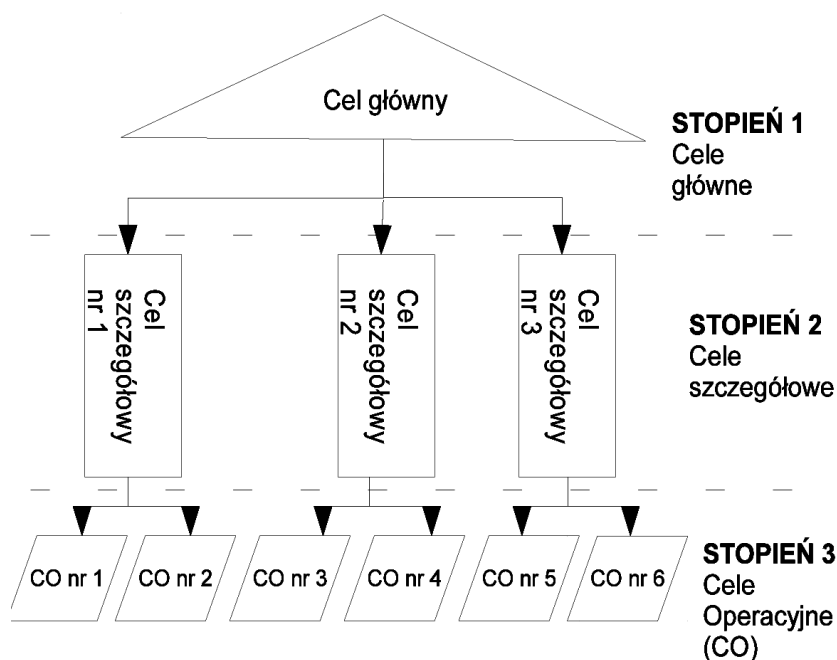 Cel główny
STOPIEŃ 1
Cele
główne
Cel
szczegółowy
nr 1
Cel
szczegółowy
nr 2
Cel
szczegółowy
nr 3
STOPIEŃ 2
Cele
szczegółowe
CO nr 1
CO nr 2
CO nr 3
CO nr 4
CO nr 5
CO nr 6
STOPIEŃ 3
Cele
Operacyjne
(CO)